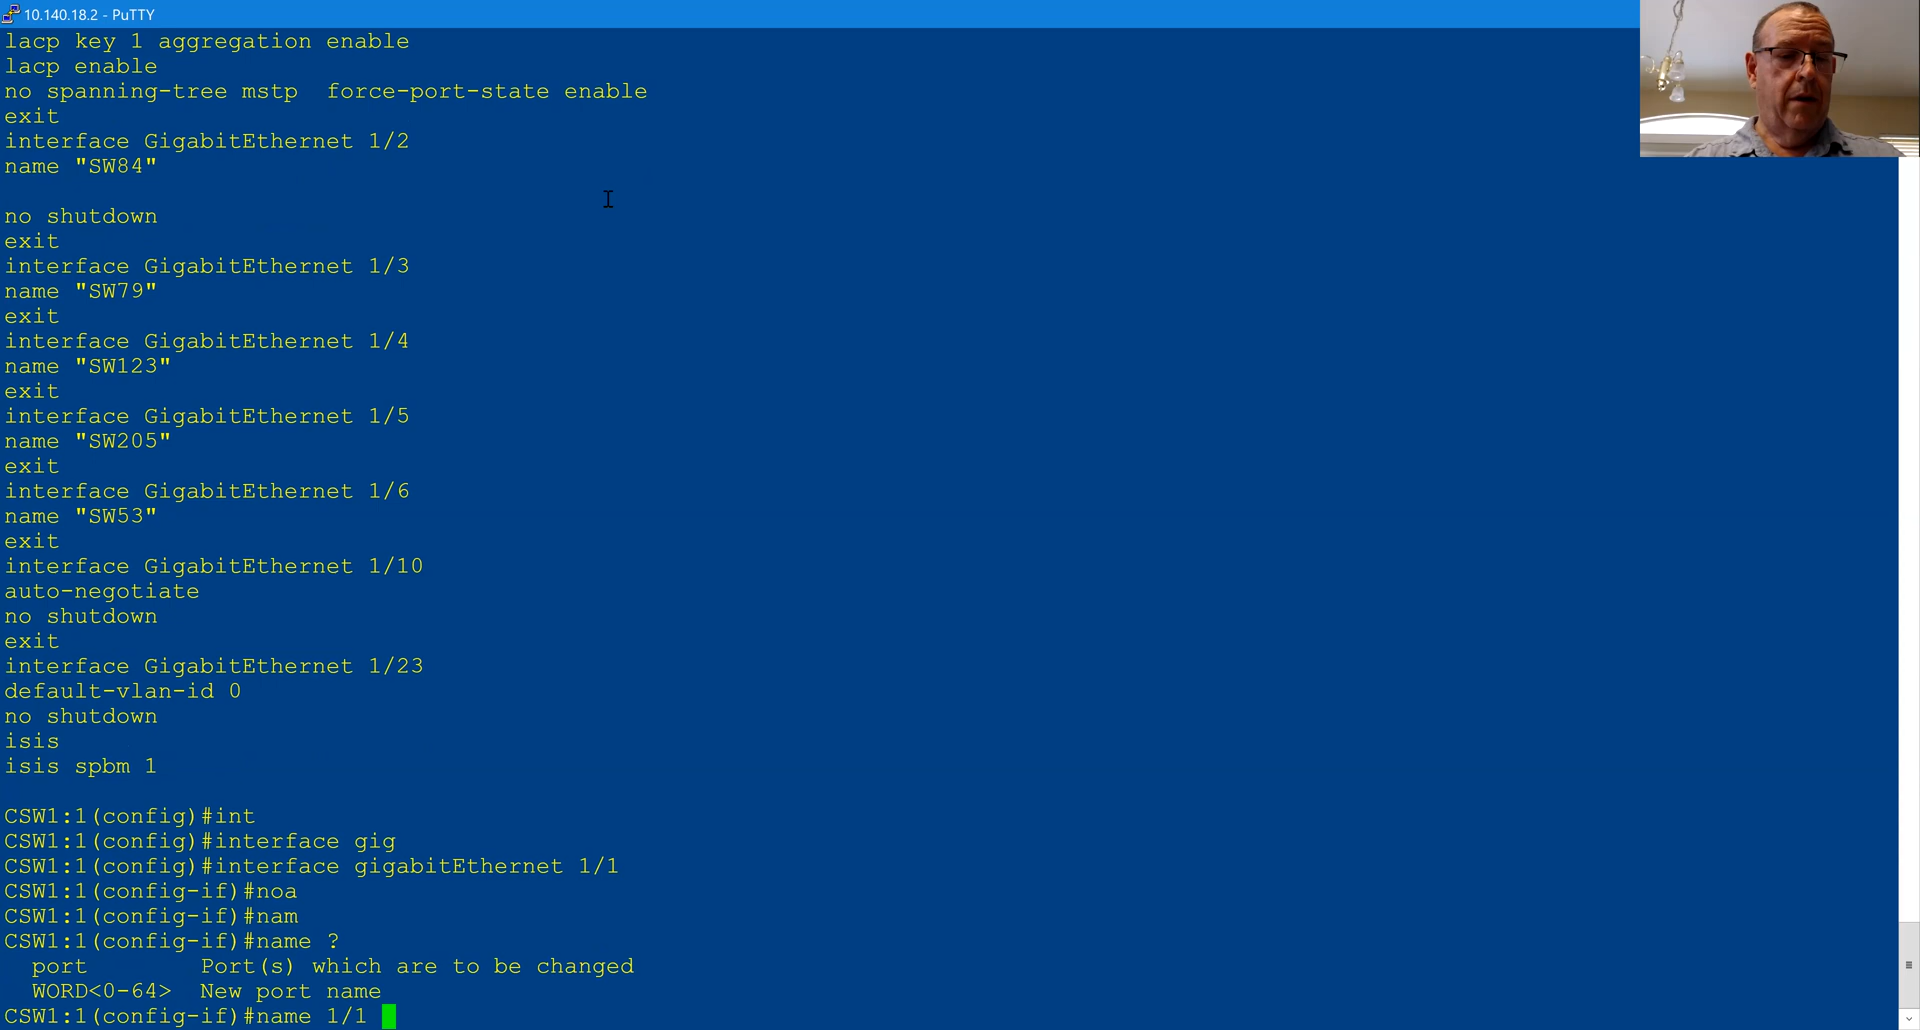 10.140.18.2 - PuTTY
lacp key 1 aggregation enable
lacp enable
no spanning-tree mstp  force-port-state enable
exit
interface GigabitEthernet 1/2
name "SW84"
no shutdown
exit
interface GigabitEthernet 1/3
name "SW79"
exit
interface GigabitEthernet 1/4
name "SW123"
exit
interface GigabitEthernet 1/5
name "SW205"
exit
interface GigabitEthernet 1/6
name "SW53"
exit
interface GigabitEthernet 1/10
auto-negotiate
no shutdown
exit
interface GigabitEthernet 1/23
default-vlan-id 0
no shutdown
isis
isis spbm 1
CSW1:1(config)#int
CSW1:1(config)#interface gig
CSW1:1(config)#interface gigabitEthernet 1/1
CSW1:1(config-if)#noa
CSW1:1(config-if)#nam
CSW1:1(config-if)#name ?
  port        Port(s) which are to be changed
  WORD<0-64>  New port name
CSW1:1(config-if)#name 1/1